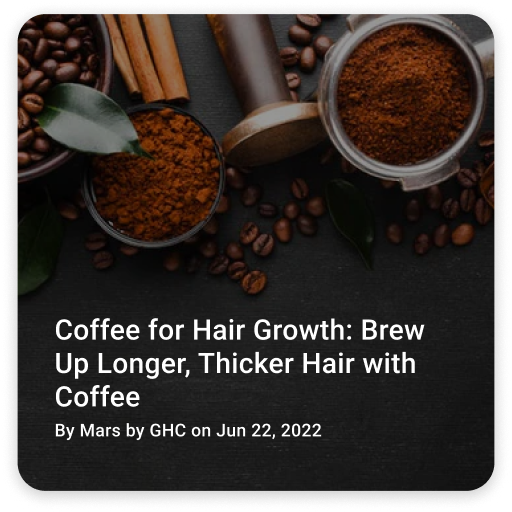 Coffee for Hair Growth: Brew
Up Longer, Thicker Hair with
Coffee
By Mars by GHC on Jun 22, 2022